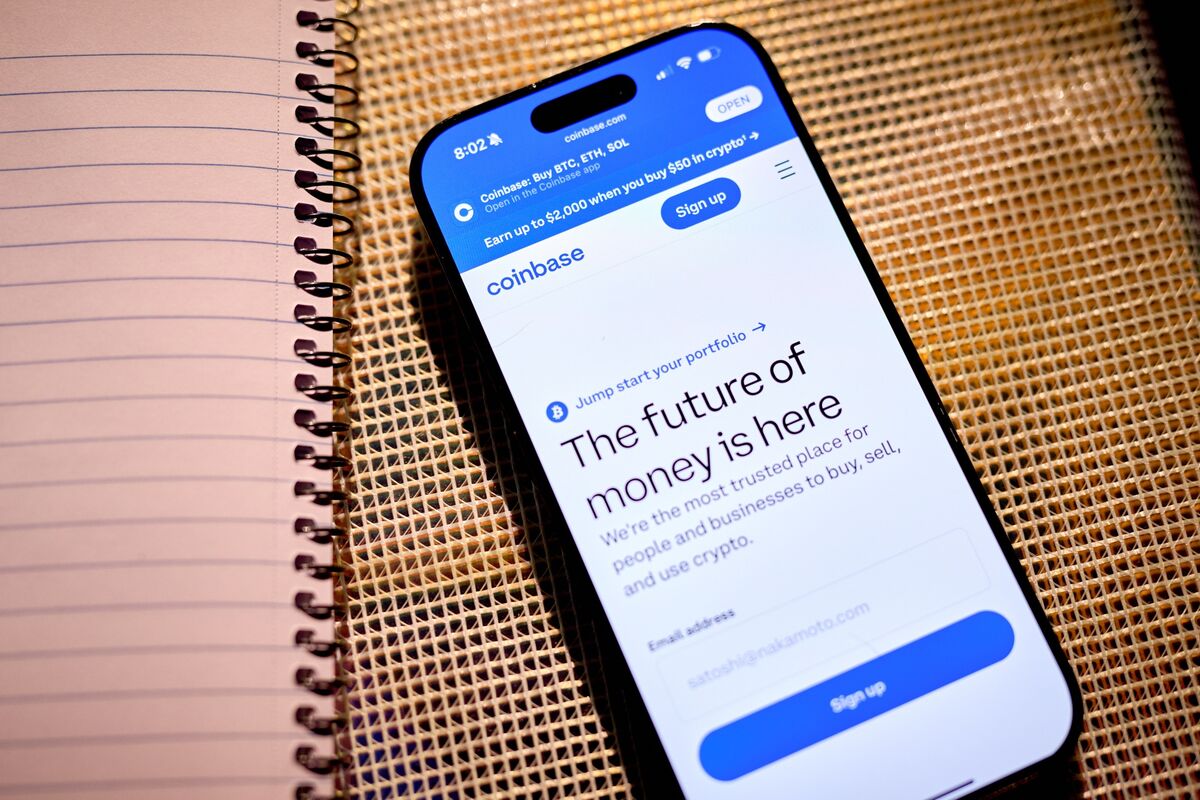 8:02
coinbase.com
Coinbase: Buy BTC, ETH, SOL
Open in the Coinbase app
OPEN
Earn up to $2,000 when you buy $50 in crypto¹ →
coinbase
Sign up
Jump start your portfolio →
The future of
money is here
We're the most trusted place for
people and businesses to buy, sell,
and use crypto.
Email address
satoshi@nakamoto.com
Sign up